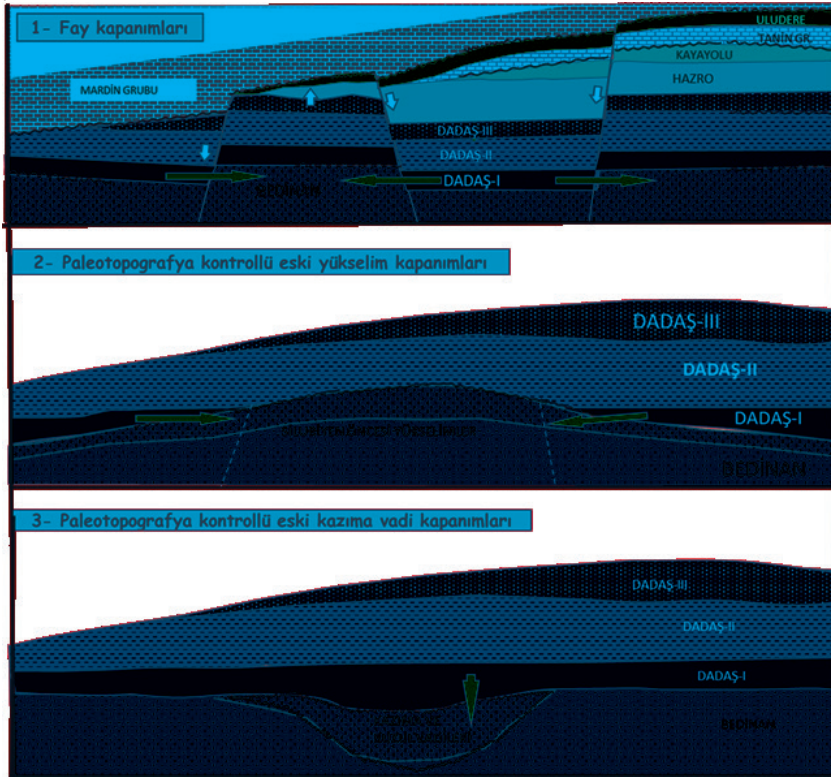 1- Fay kapanımları
ULUDERE
TANİN GR.
KAYAYOLU
HAZRO
MARDİN GRUBU
DADAŞ-III
DADAŞ-II
DADAŞ-I
BEDİNAN
2- Paleotopografya kontrollü eski yükselim kapanımları
DADAŞ-III
DADAŞ-II
DADAŞ-I
BEDİNAN
3- Paleotopografya kontrollü eski kazıma vadi kapanımları
DADAŞ-III
DADAŞ-II
DADAŞ-I
BEDİNAN